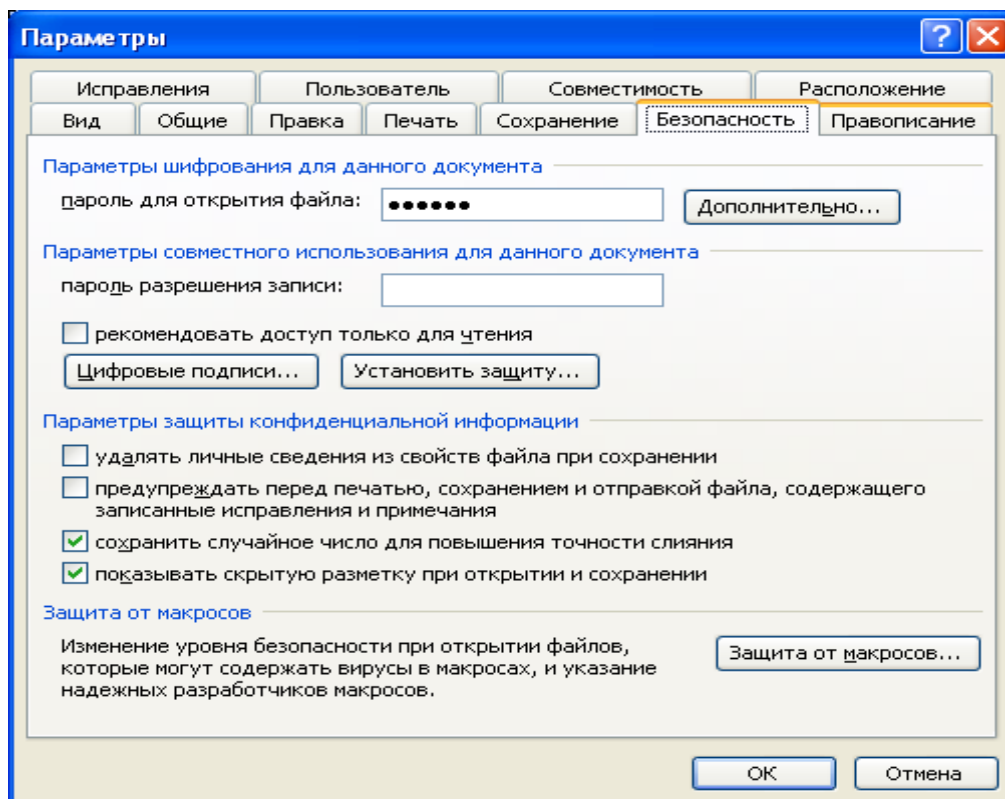 Параметры
Исправления Пользователь Совместимость Расположение
Вид Общие Правка Печать Сохранение Безопасность Правописание
Параметры шифрования для данного документа
пароль для открытия файла: ●●●●●● Дополнительно...
Параметры совместного использования для данного документа
пароль разрешения записи:
рекомендовать доступ только для чтения
Цифровые подписи... Установить защиту...
Параметры защиты конфиденциальной информации
удалять личные сведения из свойств файла при сохранении
предупреждать перед печатью, сохранением и отправкой файла, содержащего
записанные исправления и примечания
сохранить случайное число для повышения точности слияния
показывать скрытую разметку при открытии и сохранении
Защита от макросов
Изменение уровня безопасности при открытии файлов,
которые могут содержать вирусы в макросах, и указание
надежных разработчиков макросов.
Защита от макросов...
ОК Отмена